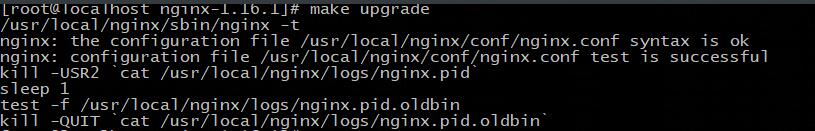 [root@localhost nginx-1.16.1]# make upgrade
/usr/local/nginx/sbin/nginx -t
nginx: the configuration file /usr/local/nginx/conf/nginx.conf syntax is ok
nginx: configuration file /usr/local/nginx/conf/nginx.conf test is successful
kill -USR2 `cat /usr/local/nginx/logs/nginx.pid`
sleep 1
test -f /usr/local/nginx/logs/nginx.pid.oldbin
kill -QUIT `cat /usr/local/nginx/logs/nginx.pid.oldbin`